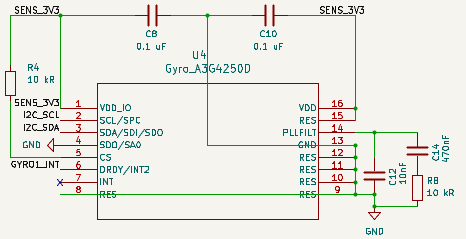 SENS_3V3
SENS_3V3
C8
0.1 uF
C10
0.1 uF
U4
Gyro_A3G4250D
R4
10 kR
SENS_3V3
I2C_SCL
I2C_SDA
GND
GYRO1_INT
1 VDD_IO
2 SCL/SPC
3 SDA/SDI/SDO
4 SDO/SA0
5 CS
6 DRDY/INT2
7 INT
8 RES
VDD 16
RES 15
PLLFILT 14
GND 13
RES 12
RES 11
RES 10
RES 9
C12
10nF
C14
470nF
R8
10 kR
GND